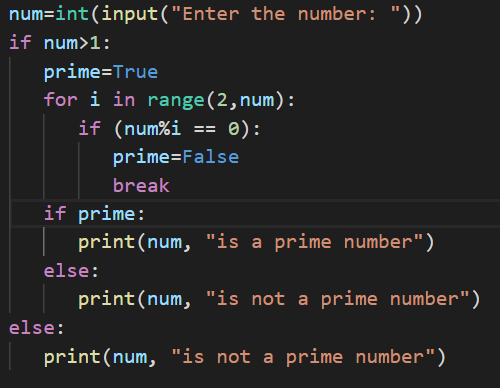 num=int(input("Enter the number: "))
if num>1:
    prime=True
    for i in range(2,num):
        if (num%i == 0):
            prime=False
            break
    if prime:
        print(num, "is a prime number")
    else:
        print(num, "is not a prime number")
else:
    print(num, "is not a prime number")